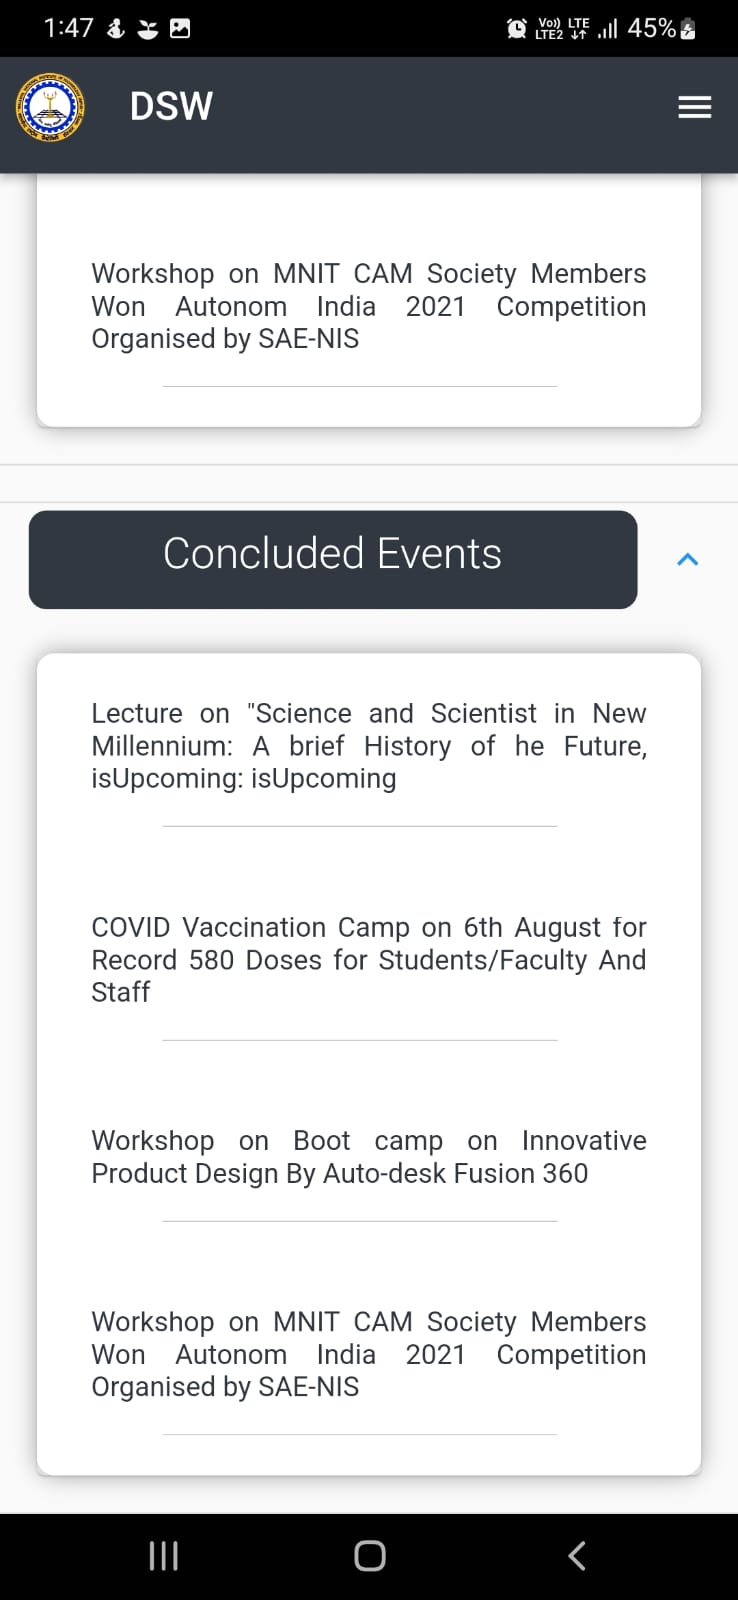 1:47
Vo)) LTE
LTE2
45%
DSW
Workshop on MNIT CAM Society Members
Won Autonom India 2021 Competition
Organised by SAE-NIS
Concluded Events
Lecture on "Science and Scientist in New
Millennium: A brief History of he Future,
isUpcoming: isUpcoming
COVID Vaccination Camp on 6th August for
Record 580 Doses for Students/Faculty And
Staff
Workshop on Boot camp on Innovative
Product Design By Auto-desk Fusion 360
Workshop on MNIT CAM Society Members
Won Autonom India 2021 Competition
Organised by SAE-NIS